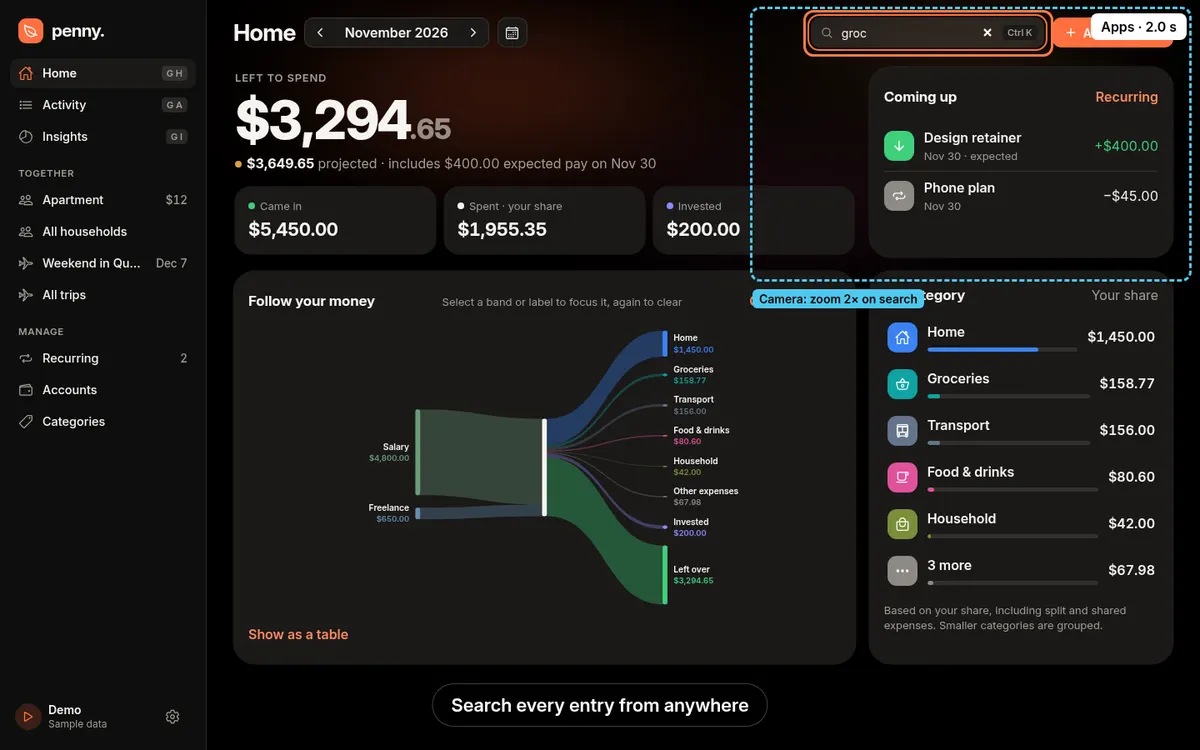 penny.
Home G H
Activity G A
Insights G I
TOGETHER
Apartment $12
All households
Weekend in Qu... Dec 7
All trips
MANAGE
Recurring 2
Accounts
Categories
Demo
Sample data
Home
November 2026
groc
Ctrl K
Apps · 2.0 s
LEFT TO SPEND
$3,294.65
$3,649.65 projected · includes $400.00 expected pay on Nov 30
Came in
$5,450.00
Spent · your share
$1,955.35
Invested
$200.00
Coming up Recurring
Design retainer
Nov 30 · expected
+$400.00
Phone plan
Nov 30
−$45.00
Camera: zoom 2× on search
Follow your money
Select a band or label to focus it, again to clear
Salary
$4,800.00
Freelance
$650.00
Home
$1,450.00
Groceries
$158.77
Transport
$156.00
Food & drinks
$80.60
Household
$42.00
Other expenses
$67.98
Invested
$200.00
Left over
$3,294.65
Show as a table
Your share
Home $1,450.00
Groceries $158.77
Transport $156.00
Food & drinks $80.60
Household $42.00
3 more $67.98
Based on your share, including split and shared
expenses. Smaller categories are grouped.
Search every entry from anywhere